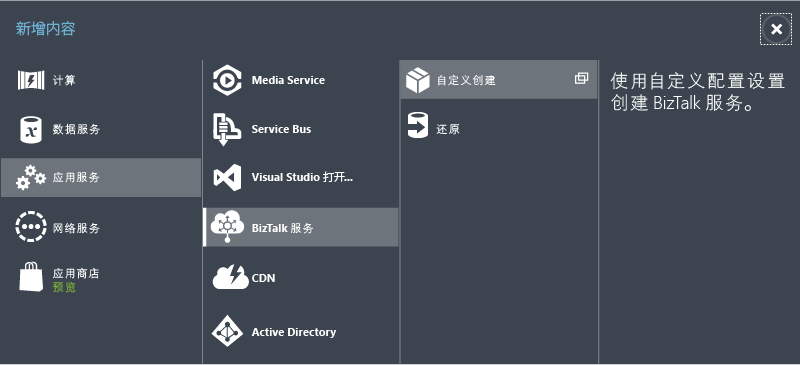 新增内容
计算
数据服务
应用服务
网络服务
应用商店
预览
Media Service
Service Bus
Visual Studio 打开...
BizTalk 服务
CDN
Active Directory
自定义创建
还原
使用自定义配置设置
创建 BizTalk 服务。